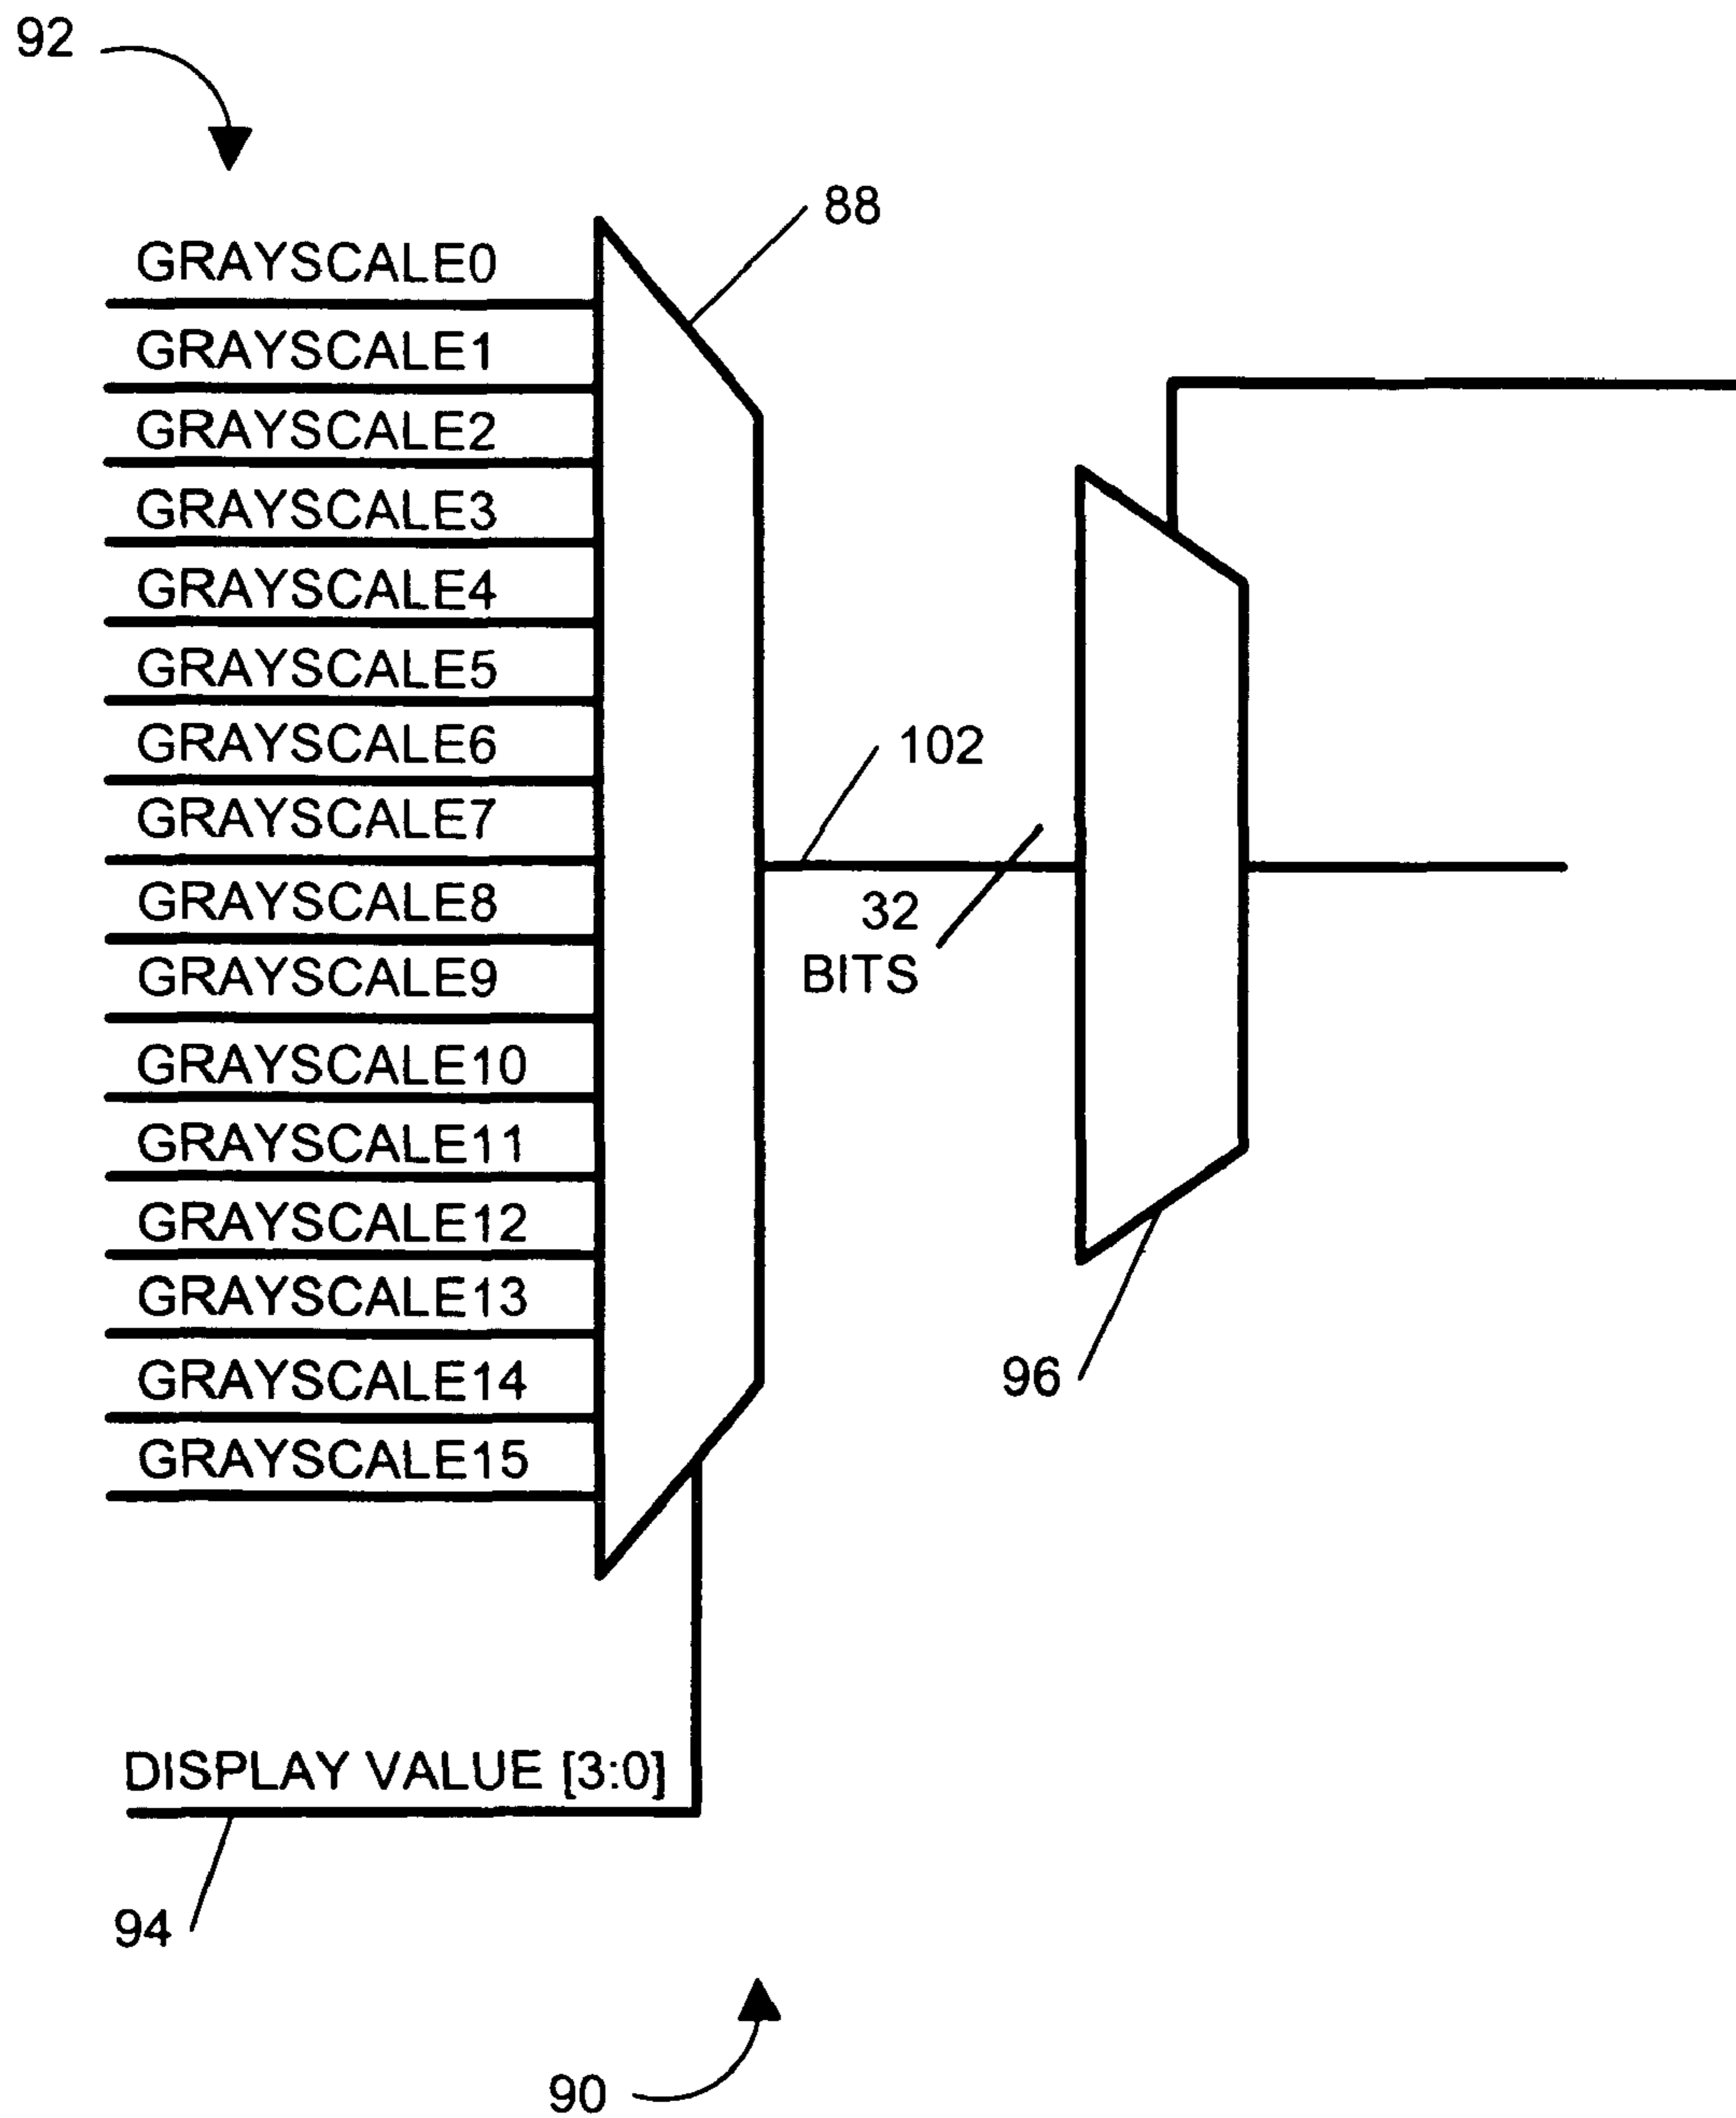 92
88
GRAYSCALE0
GRAYSCALE1
GRAYSCALE2
GRAYSCALE3
GRAYSCALE4
GRAYSCALE5
GRAYSCALE6
GRAYSCALE7
GRAYSCALE8
GRAYSCALE9
GRAYSCALE10
GRAYSCALE11
GRAYSCALE12
GRAYSCALE13
GRAYSCALE14
GRAYSCALE15
102
32
BITS
96
DISPLAY VALUE [3:0]
94
90